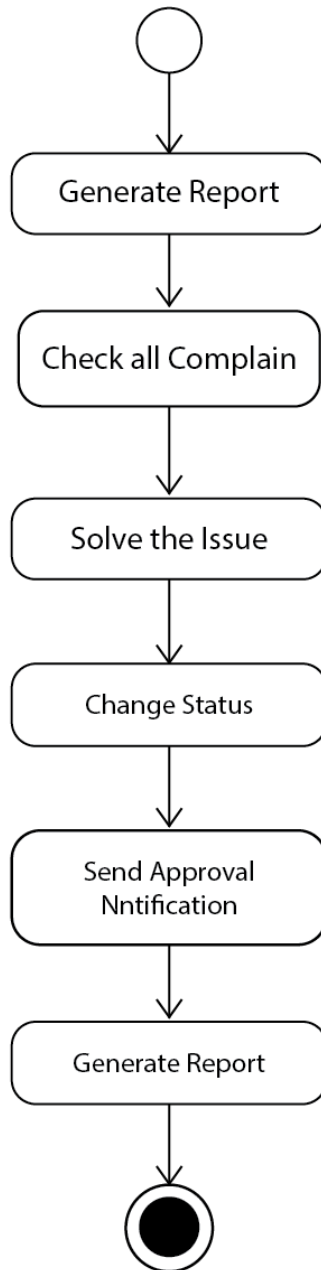 Generate Report
Check all Complain
Solve the Issue
Change Status
Send Approval
Nntification
Generate Report